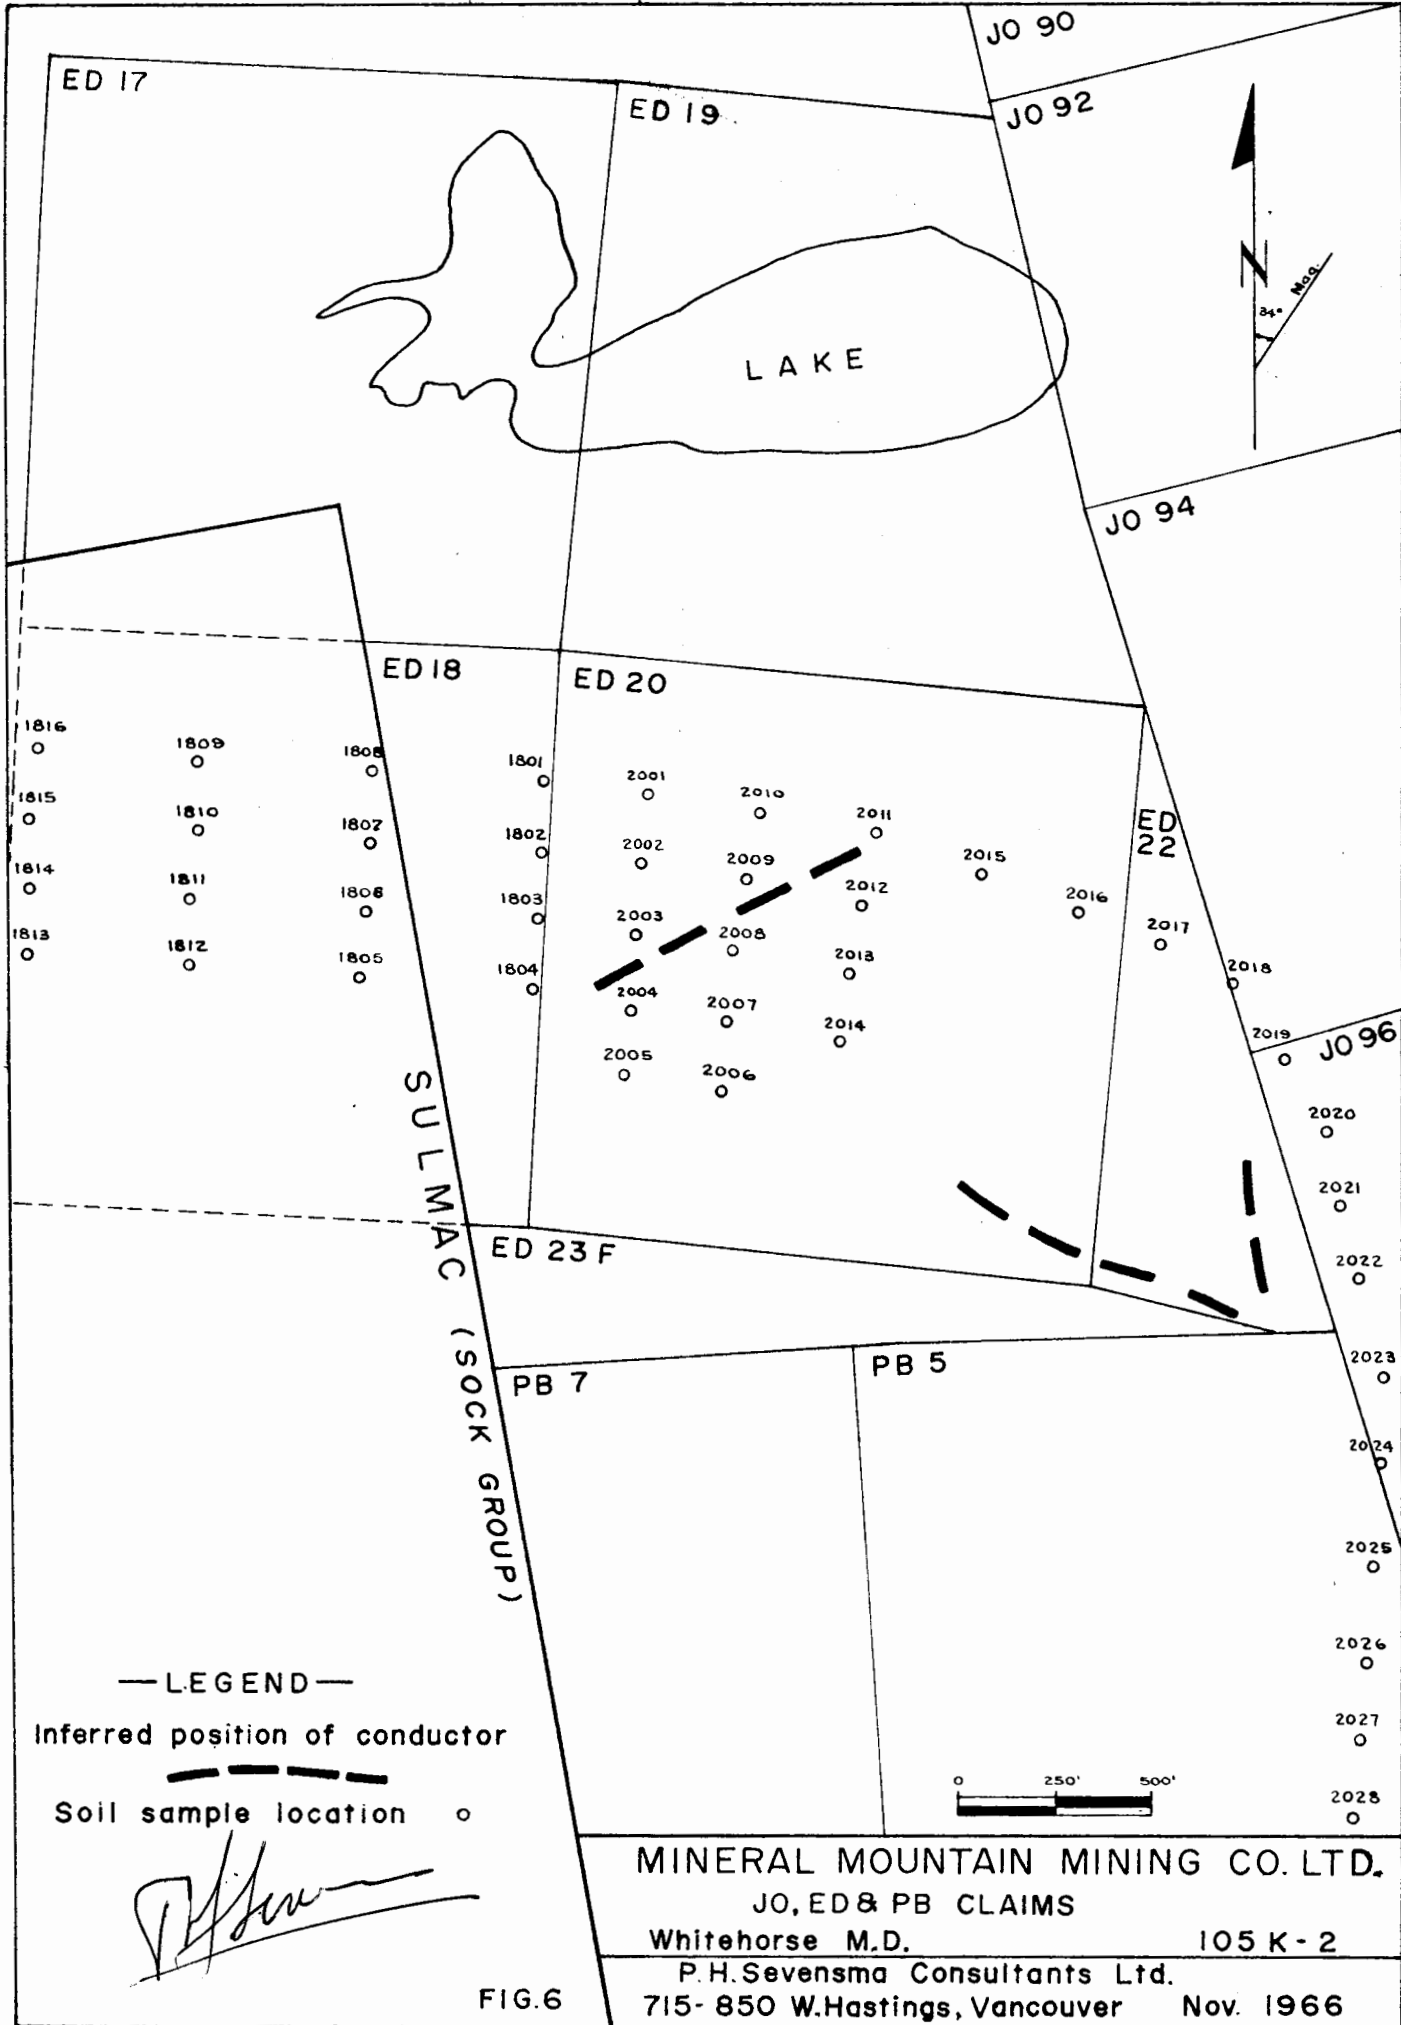 JO 90
ED 17
ED 19
JO 92
N
34°
Mag.
LAKE
JO 94
ED 18
ED 20
1816
1809
1808
1801
2001
2010
2011
1815
1810
1807
1802
2002
2009
2015
ED
22
1814
1811
1806
1803
2003
2012
2016
2017
1813
1812
1805
1804
2008
2013
2018
2004
2007
2014
2019
JO 96
2005
2006
2020
2021
2022
SULMAC (SOCK GROUP)
ED 23 F
PB 7
PB 5
2023
2024
2025
2026
2027
2028
—LEGEND—
Inferred position of conductor
Soil sample location
0 250' 500'
MINERAL MOUNTAIN MINING CO. LTD.
JO, ED & PB CLAIMS
Whitehorse M.D. 105 K-2
P.H. Sevensma Consultants Ltd.
715-850 W. Hastings, Vancouver Nov. 1966
FIG. 6